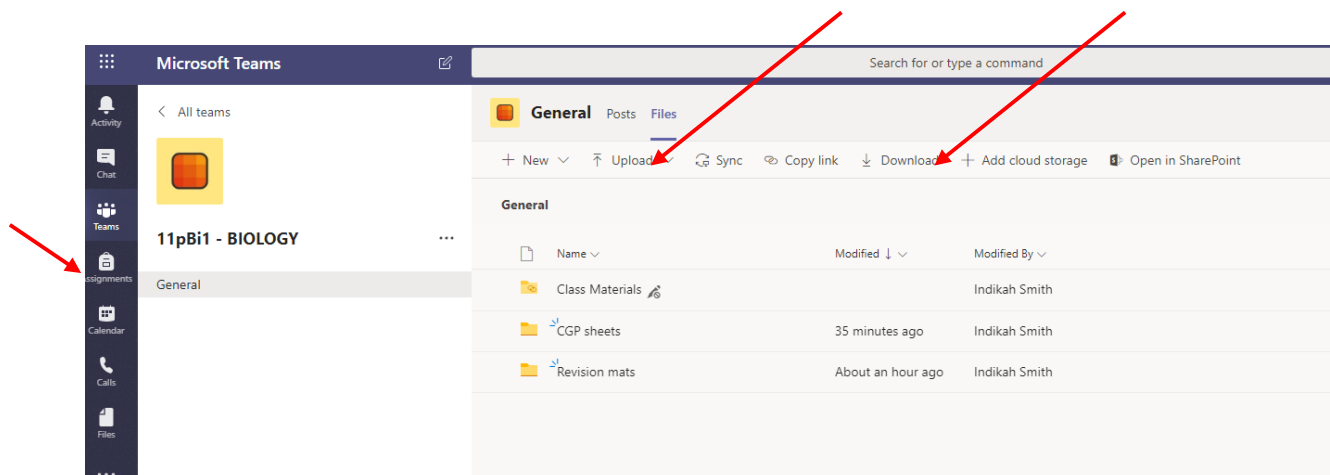 Microsoft Teams
Search for or type a command
Activity
Chat
Teams
Assignments
Calendar
Calls
Files
All teams
11pBi1 - BIOLOGY
General
General Posts Files
New Upload Sync Copy link Download Add cloud storage Open in SharePoint
General
Name Modified Modified By
Class Materials Indikah Smith
CGP sheets 35 minutes ago Indikah Smith
Revision mats About an hour ago Indikah Smith